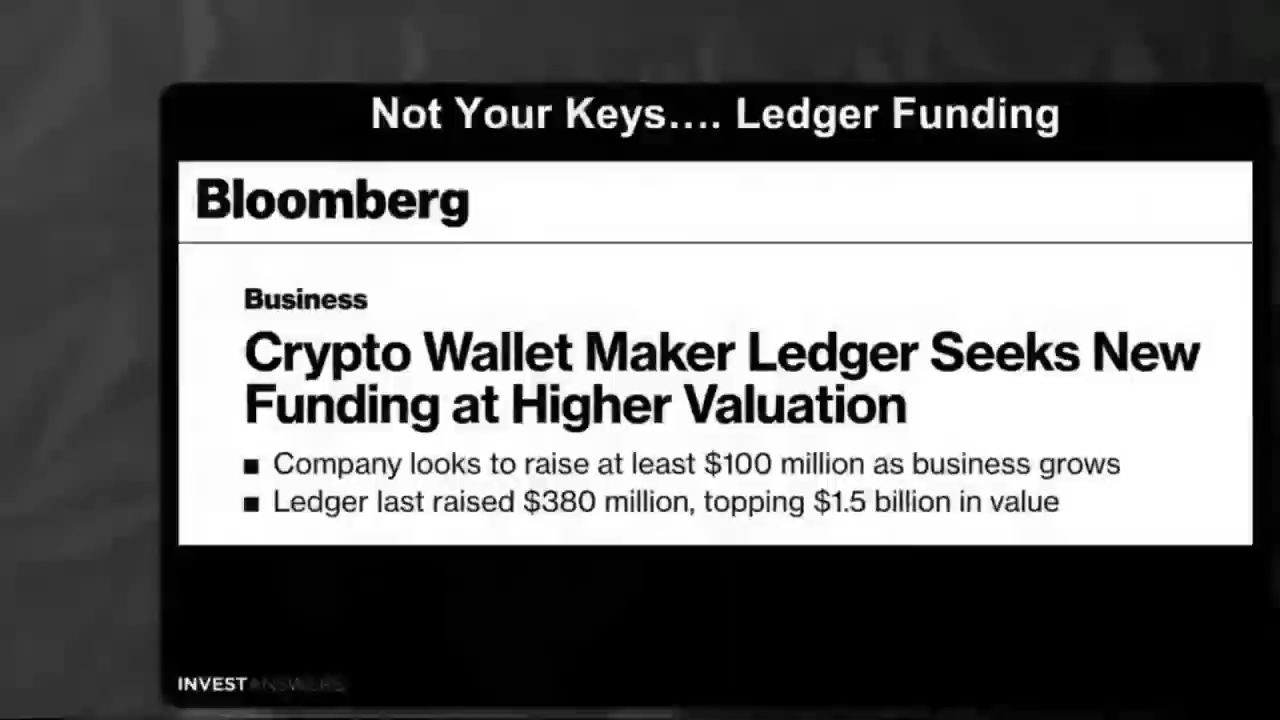 Not Your Keys.... Ledger Funding
Bloomberg
Business
Crypto Wallet Maker Ledger Seeks New
Funding at Higher Valuation
■ Company looks to raise at least $100 million as business grows
■ Ledger last raised $380 million, topping $1.5 billion in value
INVESTANSWERS